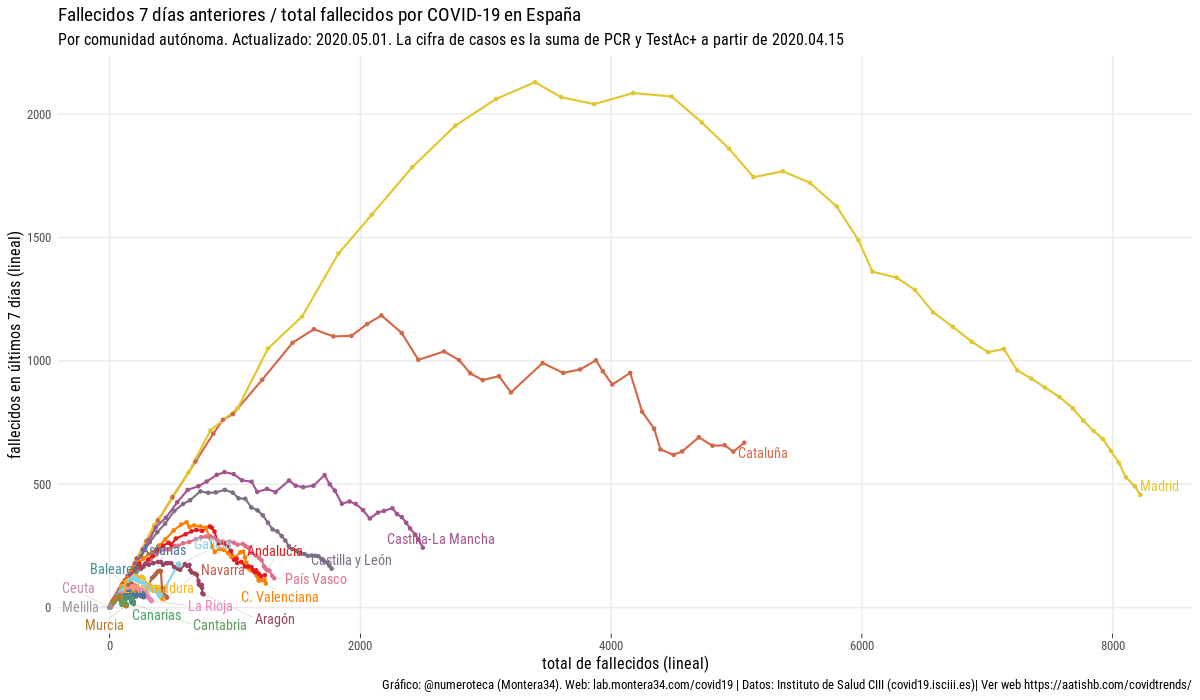 Fallecidos 7 días anteriores / total fallecidos por COVID-19 en España
Por comunidad autónoma. Actualizado: 2020.05.01. La cifra de casos es la suma de PCR y TestAc+ a partir de 2020.04.15
fallecidos en últimos 7 días (lineal)
2000
1500
1000
500
0
Madrid
Cataluña
Castilla-La Mancha
Castilla y León
Andalucía
País Vasco
C. Valenciana
Aragón
Navarra
La Rioja
Cantabria
Canarias
Baleares
Ceuta
Melilla
Murcia
0
2000
4000
6000
8000
total de fallecidos (lineal)
Gráfico: @numeroteca (Montera34). Web: lab.montera34.com/covid19 | Datos: Instituto de Salud CIII (covid19.isciii.es)| Ver web https://aatishb.com/covidtrends/